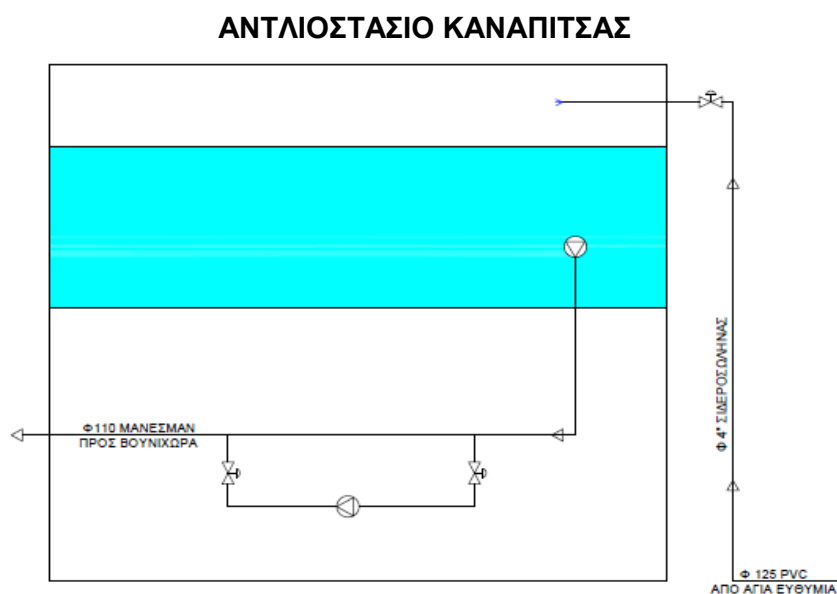 ΑΝΤΛΙΟΣΤΑΣΙΟ ΚΑΝΑΠΙΤΣΑΣ
Φ 4" ΣΙΔΕΡΟΣΩΛΗΝΑΣ
Φ110 ΜΑΝΕΣΜΑΝ
ΠΡΟΣ ΒΟΥΝΙΧΩΡΑ
Φ 125 PVC
ΑΠΟ ΑΓΙΑ ΕΥΘΥΜΙΑ